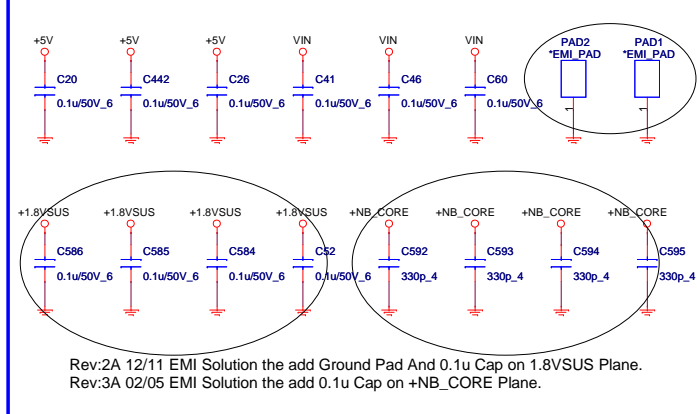 +5V +5V +5V VIN VIN VIN PAD2 PAD1
*EMI_PAD *EMI_PAD
C20 C442 C26 C41 C46 C60
0.1u/50V_6 0.1u/50V_6 0.1u/50V_6 0.1u/50V_6 0.1u/50V_6 0.1u/50V_6
1 1
+1.8VSUS +1.8VSUS +1.8VSUS +1.8VSUS +NB_CORE +NB_CORE +NB_CORE +NB_CORE
C586 C585 C584 C52 C592 C593 C594 C595
0.1u/50V_6 0.1u/50V_6 0.1u/50V_6 0.1u/50V_6 330p_4 330p_4 330p_4 330p_4
Rev:2A 12/11 EMI Solution the add Ground Pad And 0.1u Cap on 1.8VSUS Plane.
Rev:3A 02/05 EMI Solution the add 0.1u Cap on +NB_CORE Plane.